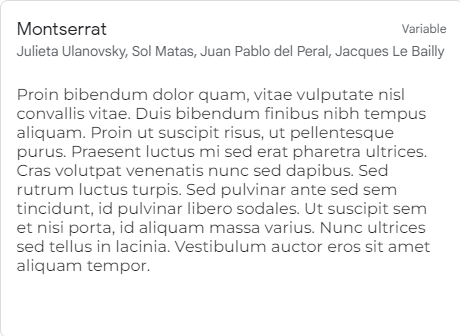 Montserrat
Variable
Julieta Ulanovsky, Sol Matas, Juan Pablo del Peral, Jacques Le Bailly
Proin bibendum dolor quam, vitae vulputate nisl
convallis vitae. Duis bibendum finibus nibh tempus
aliquam. Proin ut suscipit risus, ut pellentesque
purus. Praesent luctus mi sed erat pharetra ultrices.
Cras volutpat venenatis nunc sed dapibus. Sed
rutrum luctus turpis. Sed pulvinar ante sed sem
tincidunt, id pulvinar libero sodales. Ut suscipit sem
et nisi porta, id aliquam massa varius. Nunc ultrices
sed tellus in lacinia. Vestibulum auctor eros sit amet
aliquam tempor.